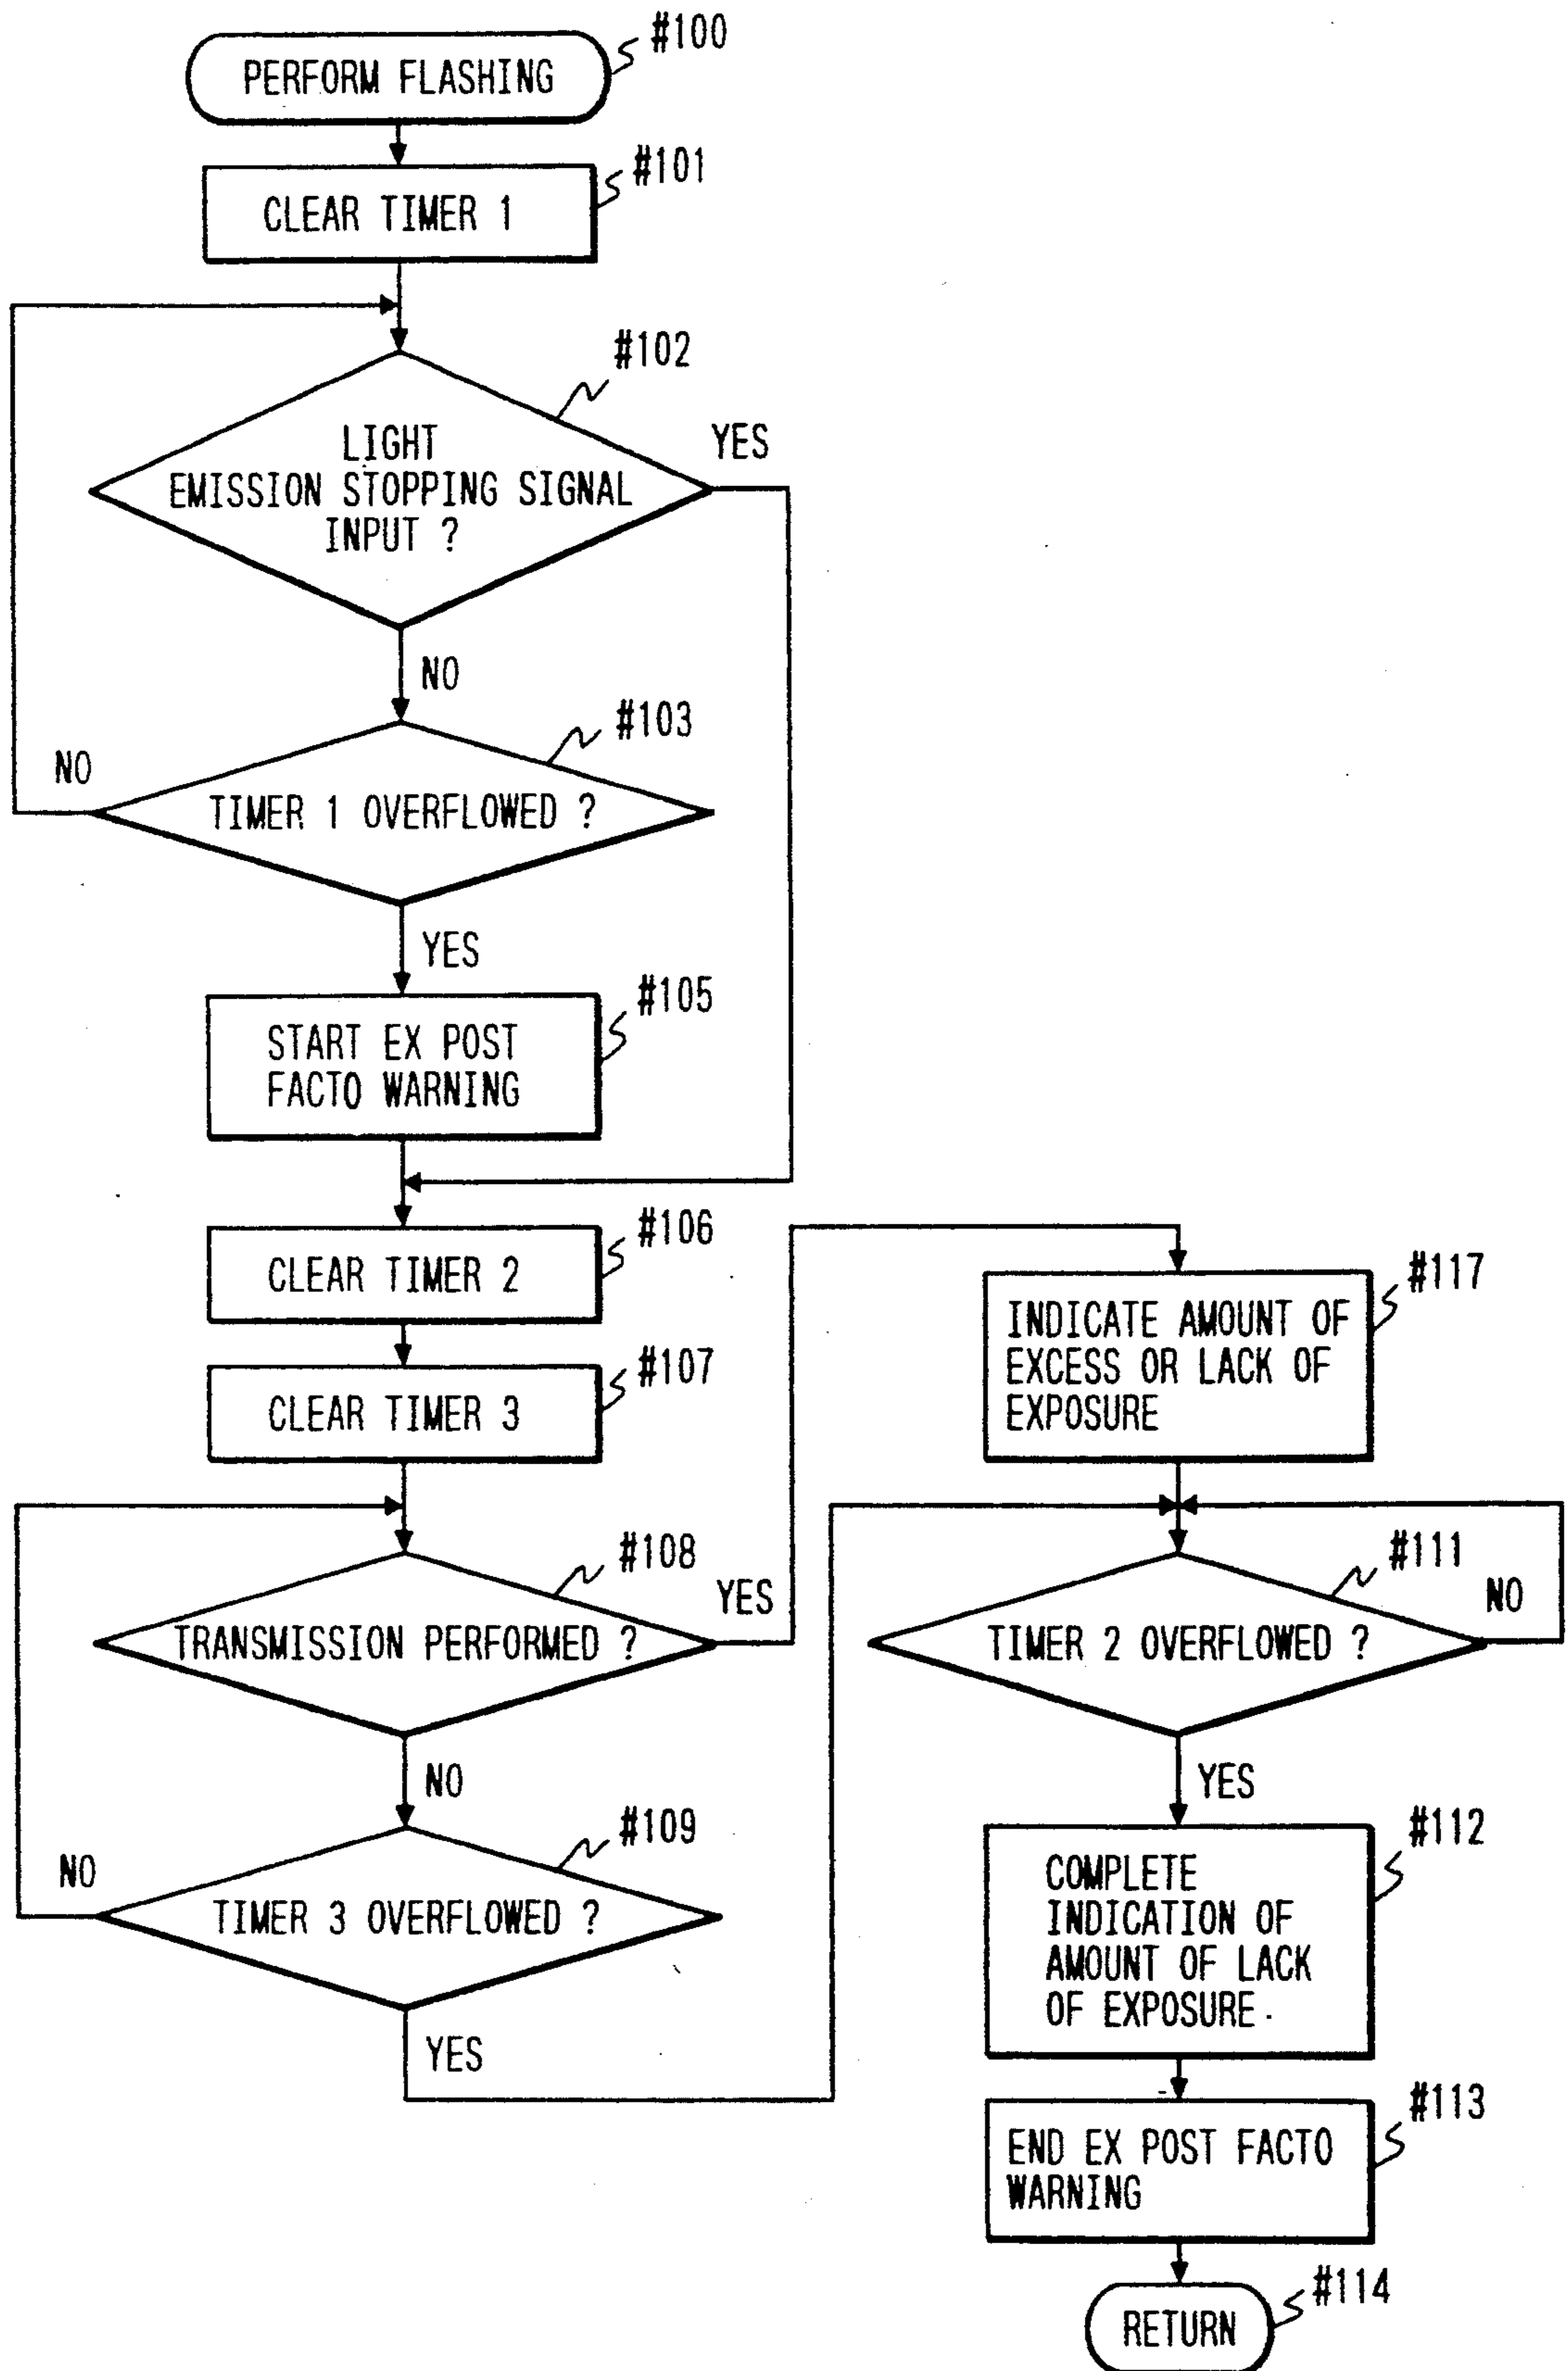 #100
PERFORM FLASHING
#101
CLEAR TIMER 1
#102
LIGHT
EMISSION STOPPING SIGNAL
INPUT ?
YES
NO
#103
NO
TIMER 1 OVERFLOWED ?
YES
#105
START EX POST
FACTO WARNING
#106
CLEAR TIMER 2
#107
CLEAR TIMER 3
#108
YES
TRANSMISSION PERFORMED ?
NO
#109
NO
TIMER 3 OVERFLOWED ?
YES
#117
INDICATE AMOUNT OF
EXCESS OR LACK OF
EXPOSURE
#111
NO
TIMER 2 OVERFLOWED ?
YES
#112
COMPLETE
INDICATION OF
AMOUNT OF LACK
OF EXPOSURE
#113
END EX POST FACTO
WARNING
#114
RETURN